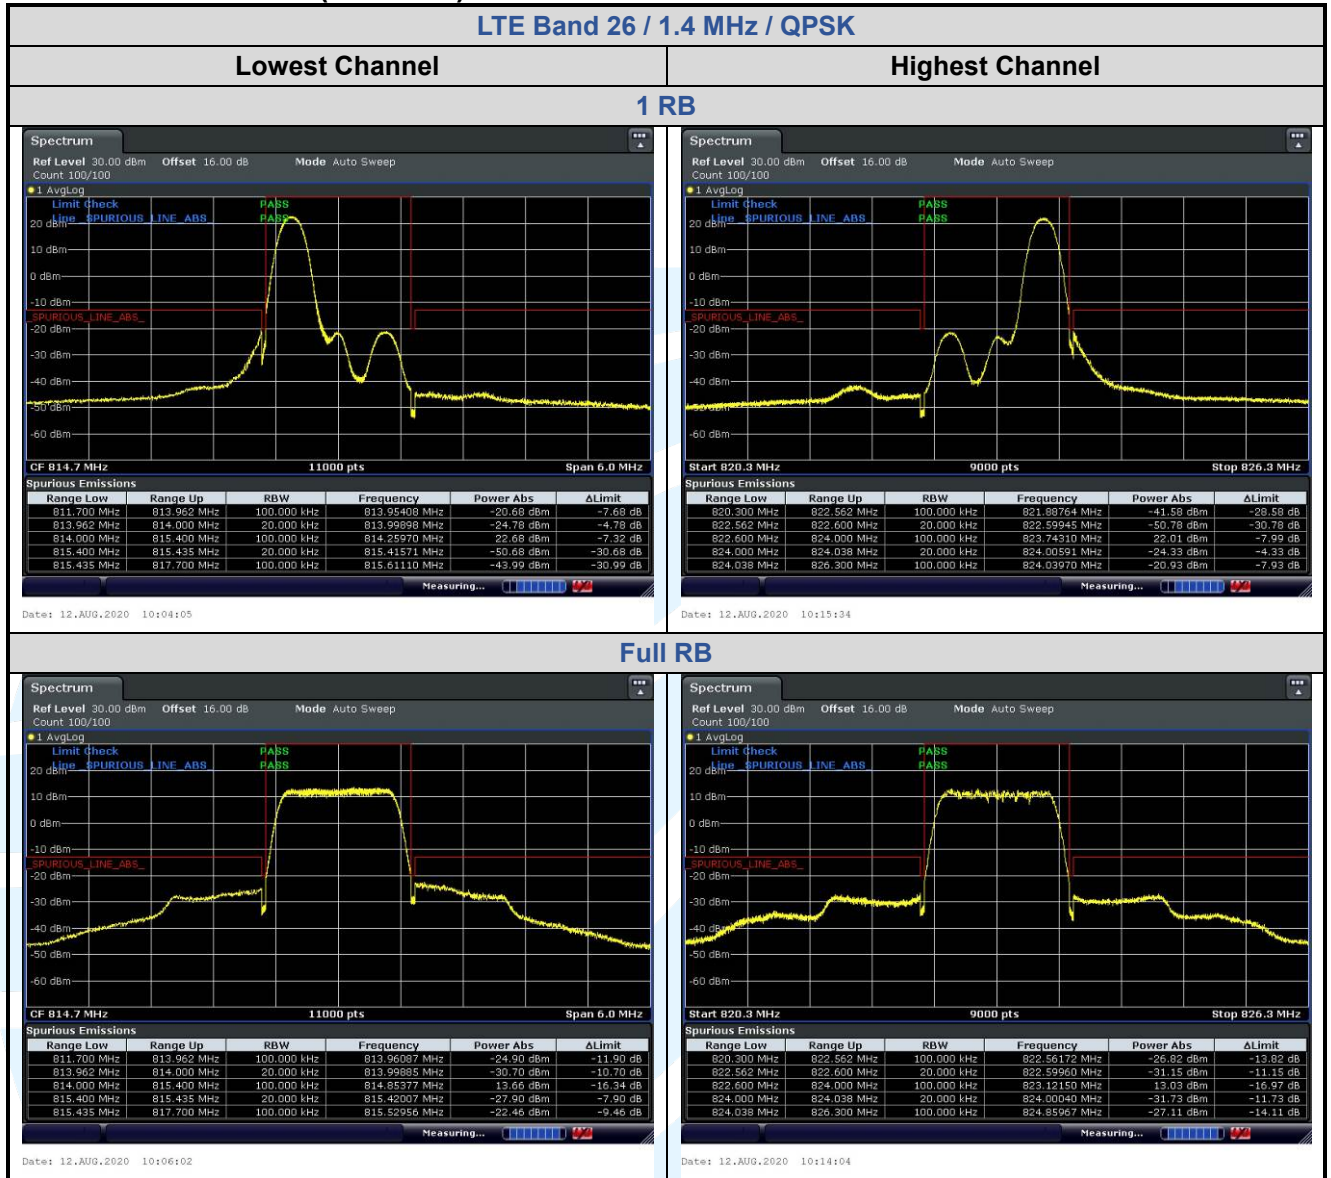 LTE Band 26 / 1.4 MHz / QPSK
Lowest Channel
Highest Channel
1 RB
Spectrum
Ref Level 30.00 dBm Offset 16.00 dB Mode Auto Sweep
Count 100/100
1 AvgLog
Limit Check PASS
Line _SPURIOUS_LINE_ABS_ PASS
20 dBm
10 dBm
0 dBm
-10 dBm
_SPURIOUS_LINE_ABS_
-20 dBm
-30 dBm
-40 dBm
-50 dBm
-60 dBm
CF 814.7 MHz 11000 pts Span 6.0 MHz
Spurious Emissions
Range Low Range Up RBW Frequency Power Abs ΔLimit
811.700 MHz 813.962 MHz 100.000 kHz 813.95408 MHz -20.68 dBm -7.68 dB
813.962 MHz 814.000 MHz 20.000 kHz 813.99898 MHz -24.78 dBm -4.78 dB
814.000 MHz 815.400 MHz 100.000 kHz 814.25970 MHz 22.68 dBm -7.32 dB
815.400 MHz 815.435 MHz 20.000 kHz 815.41571 MHz -50.68 dBm -30.68 dB
815.435 MHz 817.700 MHz 100.000 kHz 815.61110 MHz -43.99 dBm -30.99 dB
Measuring...
Date: 12.AUG.2020 10:04:05
Spectrum
Ref Level 30.00 dBm Offset 16.00 dB Mode Auto Sweep
Count 100/100
1 AvgLog
Limit Check PASS
Line _SPURIOUS_LINE_ABS_ PASS
20 dBm
10 dBm
0 dBm
-10 dBm
_SPURIOUS_LINE_ABS_
-20 dBm
-30 dBm
-40 dBm
-50 dBm
-60 dBm
Start 820.3 MHz 9000 pts Stop 826.3 MHz
Spurious Emissions
Range Low Range Up RBW Frequency Power Abs ΔLimit
820.300 MHz 822.562 MHz 100.000 kHz 821.88764 MHz -41.58 dBm -28.58 dB
822.562 MHz 822.600 MHz 20.000 kHz 822.59945 MHz -50.78 dBm -30.78 dB
822.600 MHz 824.000 MHz 100.000 kHz 823.74310 MHz 22.01 dBm -7.99 dB
824.000 MHz 824.038 MHz 20.000 kHz 824.00591 MHz -24.33 dBm -4.33 dB
824.038 MHz 826.300 MHz 100.000 kHz 824.03970 MHz -20.93 dBm -7.93 dB
Measuring...
Date: 12.AUG.2020 10:15:34
Full RB
Spectrum
Ref Level 30.00 dBm Offset 16.00 dB Mode Auto Sweep
Count 100/100
1 AvgLog
Limit Check PASS
Line _SPURIOUS_LINE_ABS_ PASS
20 dBm
10 dBm
0 dBm
-10 dBm
_SPURIOUS_LINE_ABS_
-20 dBm
-30 dBm
-40 dBm
-50 dBm
-60 dBm
CF 814.7 MHz 11000 pts Span 6.0 MHz
Spurious Emissions
Range Low Range Up RBW Frequency Power Abs ΔLimit
811.700 MHz 813.962 MHz 100.000 kHz 813.96087 MHz -24.90 dBm -11.90 dB
813.962 MHz 814.000 MHz 20.000 kHz 813.99885 MHz -30.70 dBm -10.70 dB
814.000 MHz 815.400 MHz 100.000 kHz 814.85377 MHz 13.66 dBm -16.34 dB
815.400 MHz 815.435 MHz 20.000 kHz 815.42007 MHz -27.90 dBm -7.90 dB
815.435 MHz 817.700 MHz 100.000 kHz 815.52956 MHz -22.46 dBm -9.46 dB
Measuring...
Date: 12.AUG.2020 10:06:02
Spectrum
Ref Level 30.00 dBm Offset 16.00 dB Mode Auto Sweep
Count 100/100
1 AvgLog
Limit Check PASS
Line _SPURIOUS_LINE_ABS_ PASS
20 dBm
10 dBm
0 dBm
-10 dBm
_SPURIOUS_LINE_ABS_
-20 dBm
-30 dBm
-40 dBm
-50 dBm
-60 dBm
Start 820.3 MHz 9000 pts Stop 826.3 MHz
Spurious Emissions
Range Low Range Up RBW Frequency Power Abs ΔLimit
820.300 MHz 822.562 MHz 100.000 kHz 822.56172 MHz -26.82 dBm -13.82 dB
822.562 MHz 822.600 MHz 20.000 kHz 822.59960 MHz -31.15 dBm -11.15 dB
822.600 MHz 824.000 MHz 100.000 kHz 823.12150 MHz 13.03 dBm -16.97 dB
824.000 MHz 824.038 MHz 20.000 kHz 824.00040 MHz -31.73 dBm -11.73 dB
824.038 MHz 826.300 MHz 100.000 kHz 824.85967 MHz -27.11 dBm -14.11 dB
Measuring...
Date: 12.AUG.2020 10:14:04